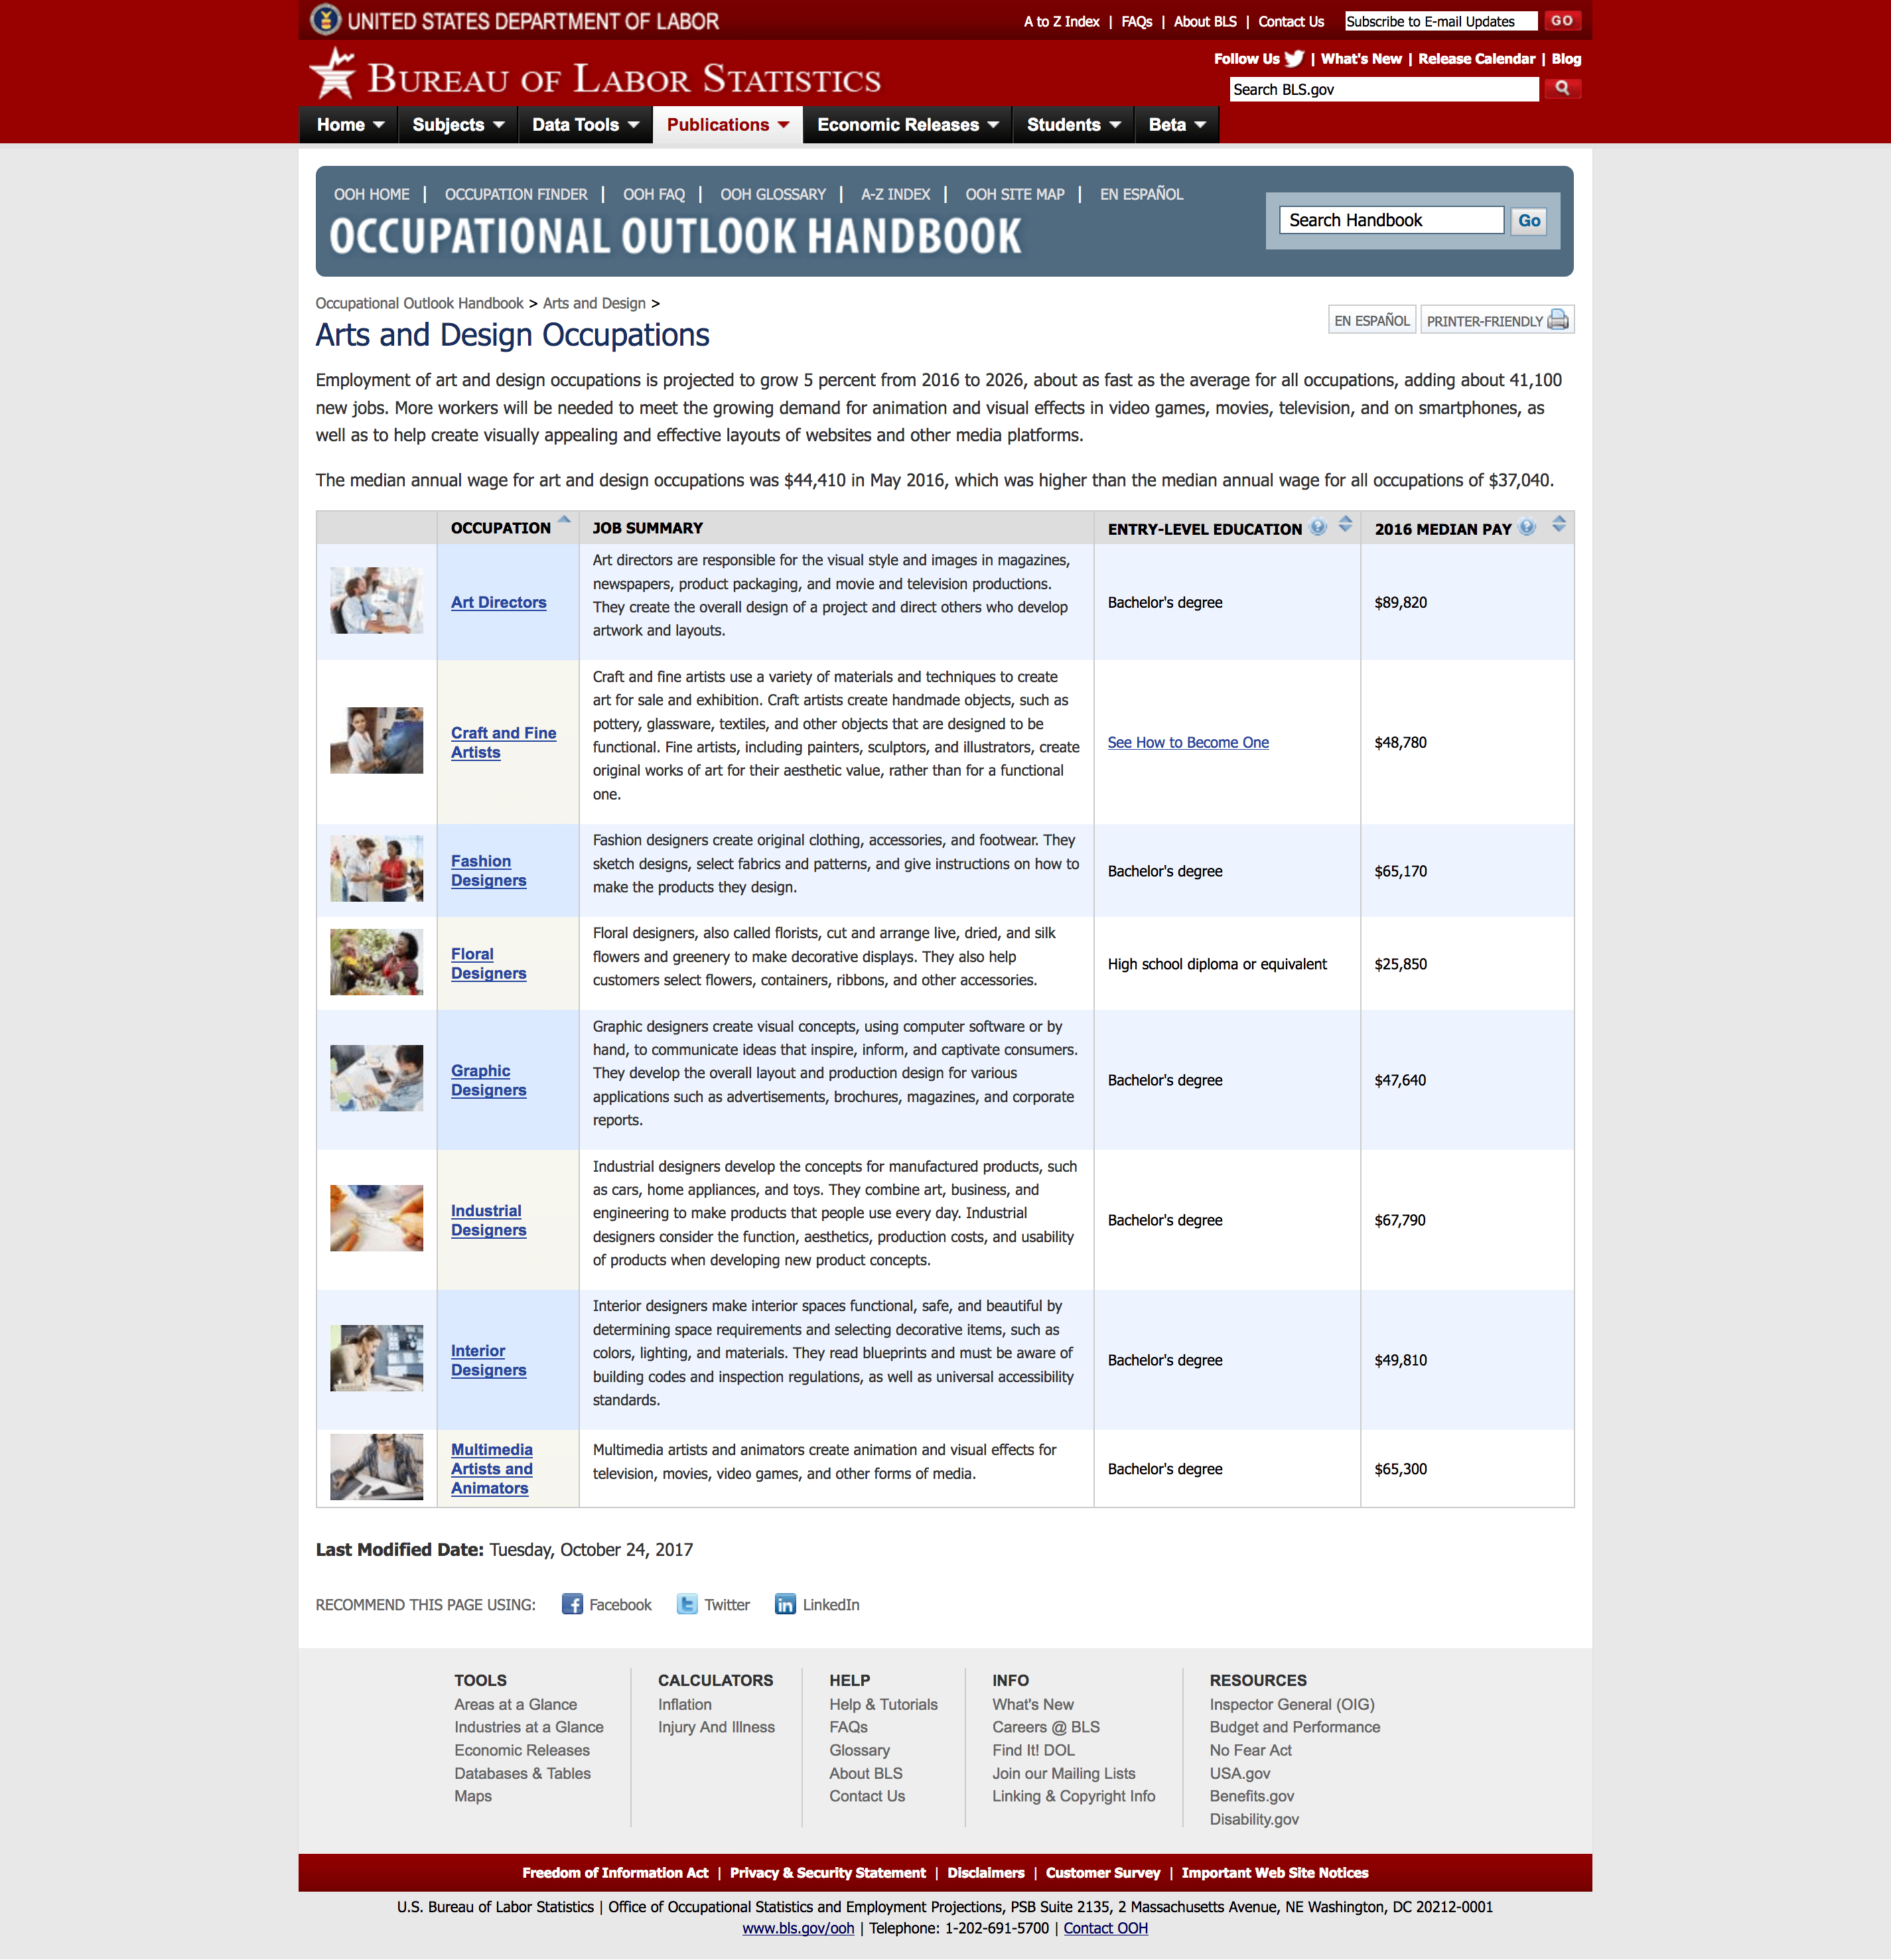 UNITED STATES DEPARTMENT OF LABOR
A to Z Index | FAQs | About BLS | Contact Us
Subscribe to E-mail Updates
GO
BUREAU OF LABOR STATISTICS
Follow Us | What's New | Release Calendar | Blog
Search BLS.gov
Home
Subjects
Data Tools
Publications
Economic Releases
Students
Beta
OOH HOME | OCCUPATION FINDER | OOH FAQ | OOH GLOSSARY | A-Z INDEX | OOH SITE MAP | EN ESPAÑOL
OCCUPATIONAL OUTLOOK HANDBOOK
Search Handbook
Go
Occupational Outlook Handbook > Arts and Design >
EN ESPAÑOL
PRINTER-FRIENDLY
Arts and Design Occupations
Employment of art and design occupations is projected to grow 5 percent from 2016 to 2026, about as fast as the average for all occupations, adding about 41,100
new jobs. More workers will be needed to meet the growing demand for animation and visual effects in video games, movies, television, and on smartphones, as
well as to help create visually appealing and effective layouts of websites and other media platforms.
The median annual wage for art and design occupations was $44,410 in May 2016, which was higher than the median annual wage for all occupations of $37,040.
OCCUPATION
JOB SUMMARY
ENTRY-LEVEL EDUCATION ?
2016 MEDIAN PAY ?
Art Directors
Art directors are responsible for the visual style and images in magazines,
newspapers, product packaging, and movie and television productions.
They create the overall design of a project and direct others who develop
artwork and layouts.
Bachelor's degree
$89,820
Craft and Fine
Artists
Craft and fine artists use a variety of materials and techniques to create
art for sale and exhibition. Craft artists create handmade objects, such as
pottery, glassware, textiles, and other objects that are designed to be
functional. Fine artists, including painters, sculptors, and illustrators, create
original works of art for their aesthetic value, rather than for a functional
one.
See How to Become One
$48,780
Fashion
Designers
Fashion designers create original clothing, accessories, and footwear. They
sketch designs, select fabrics and patterns, and give instructions on how to
make the products they design.
Bachelor's degree
$65,170
Floral
Designers
Floral designers, also called florists, cut and arrange live, dried, and silk
flowers and greenery to make decorative displays. They also help
customers select flowers, containers, ribbons, and other accessories.
High school diploma or equivalent
$25,850
Graphic
Designers
Graphic designers create visual concepts, using computer software or by
hand, to communicate ideas that inspire, inform, and captivate consumers.
They develop the overall layout and production design for various
applications such as advertisements, brochures, magazines, and corporate
reports.
Bachelor's degree
$47,640
Industrial
Designers
Industrial designers develop the concepts for manufactured products, such
as cars, home appliances, and toys. They combine art, business, and
engineering to make products that people use every day. Industrial
designers consider the function, aesthetics, production costs, and usability
of products when developing new product concepts.
Bachelor's degree
$67,790
Interior
Designers
Interior designers make interior spaces functional, safe, and beautiful by
determining space requirements and selecting decorative items, such as
colors, lighting, and materials. They read blueprints and must be aware of
building codes and inspection regulations, as well as universal accessibility
standards.
Bachelor's degree
$49,810
Multimedia
Artists and
Animators
Multimedia artists and animators create animation and visual effects for
television, movies, video games, and other forms of media.
Bachelor's degree
$65,300
Last Modified Date: Tuesday, October 24, 2017
RECOMMEND THIS PAGE USING: Facebook Twitter LinkedIn
TOOLS
Areas at a Glance
Industries at a Glance
Economic Releases
Databases & Tables
Maps
CALCULATORS
Inflation
Injury And Illness
HELP
Help & Tutorials
FAQs
Glossary
About BLS
Contact Us
INFO
What's New
Careers @ BLS
Find It! DOL
Join our Mailing Lists
Linking & Copyright Info
RESOURCES
Inspector General (OIG)
Budget and Performance
No Fear Act
USA.gov
Benefits.gov
Disability.gov
Freedom of Information Act | Privacy & Security Statement | Disclaimers | Customer Survey | Important Web Site Notices
U.S. Bureau of Labor Statistics | Office of Occupational Statistics and Employment Projections, PSB Suite 2135, 2 Massachusetts Avenue, NE Washington, DC 20212-0001
www.bls.gov/ooh | Telephone: 1-202-691-5700 | Contact OOH